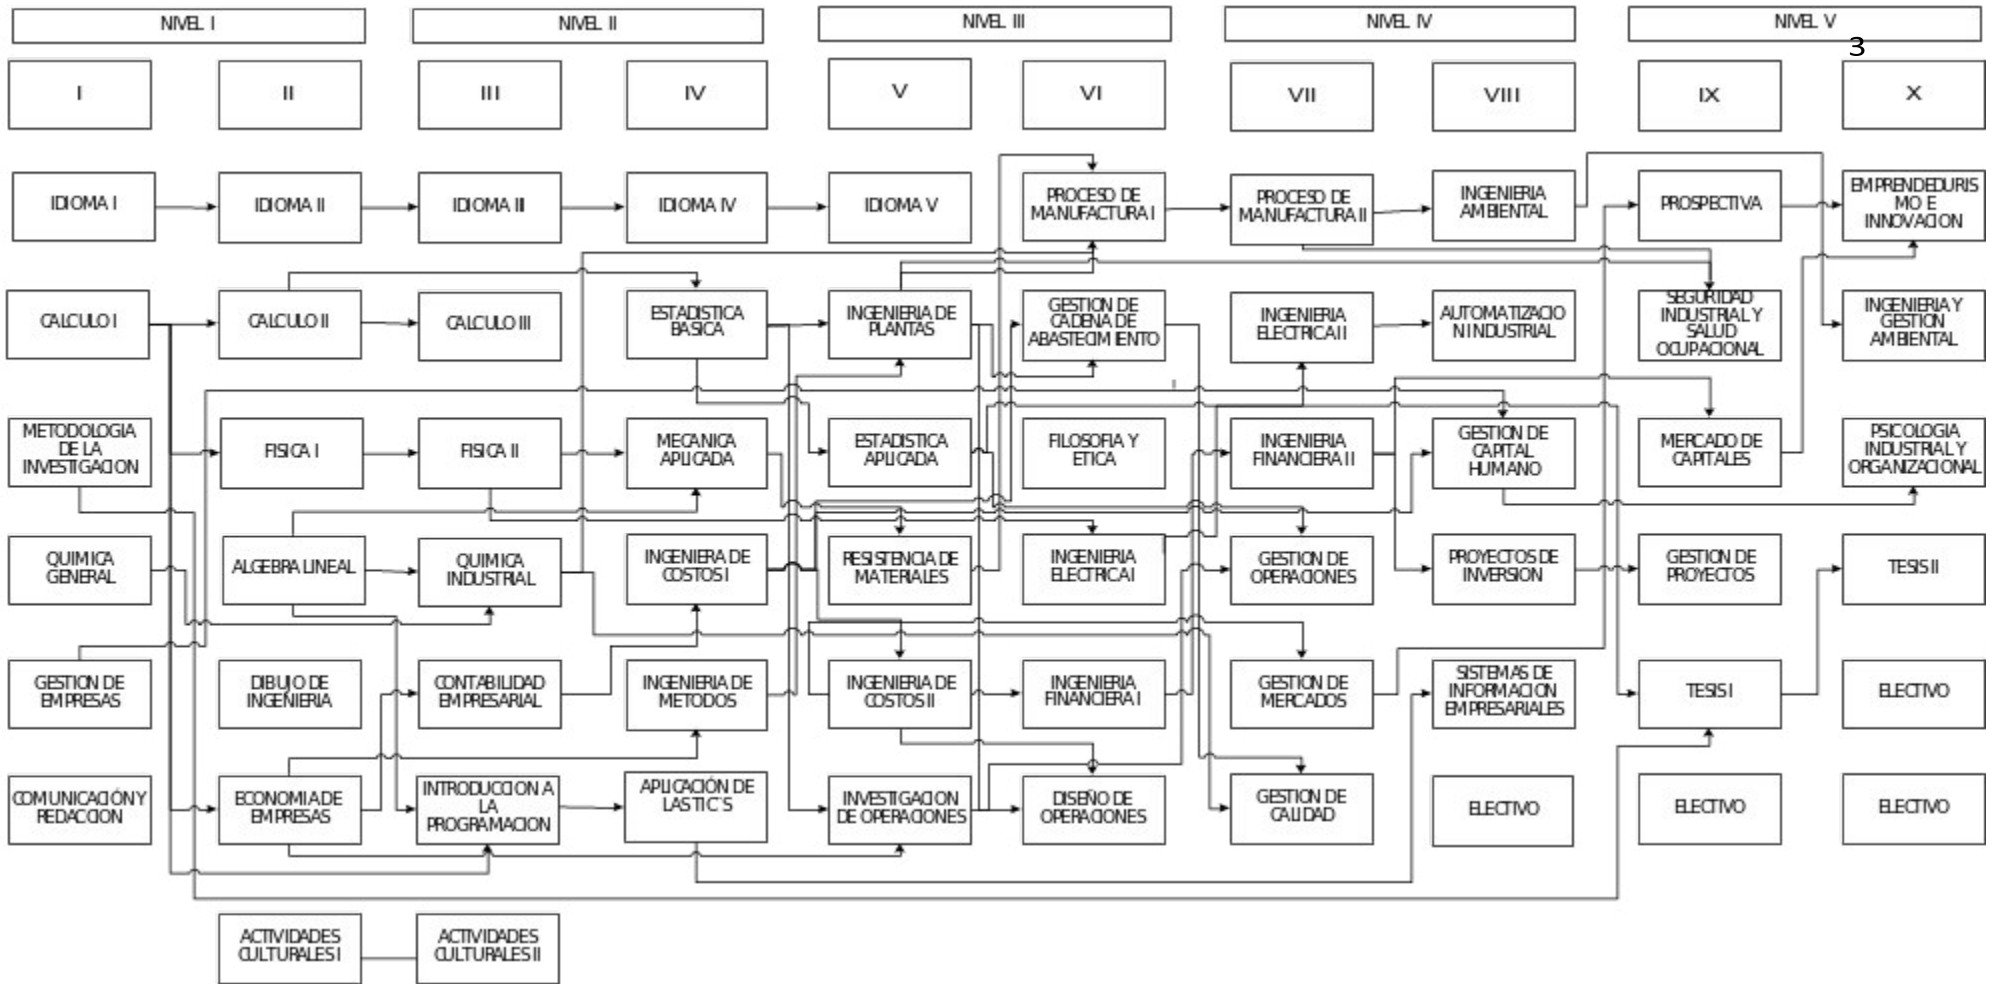 NIVEL I
NIVEL II
NIVEL III
NIVEL IV
NIVEL V
3
I
II
III
IV
V
VI
VII
VIII
IX
X
IDIOMA I
IDIOMA II
IDIOMA III
IDIOMA IV
IDIOMA V
PROCESO DE
MANUFACTURA I
PROCESO DE
MANUFACTURA II
INGENIERIA
AMBIENTAL
PROSPECTIVA
EMPRENDEDURIS
MO E
INNOVACION
CALCULO I
CALCULO II
CALCULO III
ESTADISTICA
BASICA
INGENIERIA DE
PLANTAS
GESTION DE
CADENA DE
ABASTECIMIENTO
INGENIERIA
ELECTRICA II
AUTOMATIZACIO
N INDUSTRIAL
SEGURIDAD
INDUSTRIAL Y
SALUD
OCUPACIONAL
INGENIERIA Y
GESTION
AMBIENTAL
METODOLOGIA
DE LA
INVESTIGACION
FISICA I
FISICA II
MECANICA
APLICADA
ESTADISTICA
APLICADA
FILOSOFIA Y
ETICA
INGENIERIA
FINANCIERA II
GESTION DE
CAPITAL
HUMANO
MERCADO DE
CAPITALES
PSICOLOGIA
INDUSTRIAL Y
ORGANIZACIONAL
QUIMICA
GENERAL
ALGEBRA LINEAL
QUIMICA
INDUSTRIAL
INGENIERA DE
COSTOS I
RESISTENCIA DE
MATERIALES
INGENIERIA
ELECTRICA I
GESTION DE
OPERACIONES
PROYECTOS DE
INVERSION
GESTION DE
PROYECTOS
TESIS II
GESTION DE
EMPRESAS
DIBUJO DE
INGENIERIA
CONTABILIDAD
EMPRESARIAL
INGENIERIA DE
METODOS
INGENIERIA DE
COSTOS II
INGENIERIA
FINANCIERA I
GESTION DE
MERCADOS
SISTEMAS DE
INFORMACION
EMPRESARIALES
TESIS I
ELECTIVO
COMUNICACIÓN Y
REDACCION
ECONOMIA DE
EMPRESAS
INTRODUCCION A
LA
PROGRAMACION
APLICACIÓN DE
LAS TIC´S
INVESTIGACION
DE OPERACIONES
DISEÑO DE
OPERACIONES
GESTION DE
CALIDAD
ELECTIVO
ELECTIVO
ELECTIVO
ACTIVIDADES
CULTURALES I
ACTIVIDADES
CULTURALES II